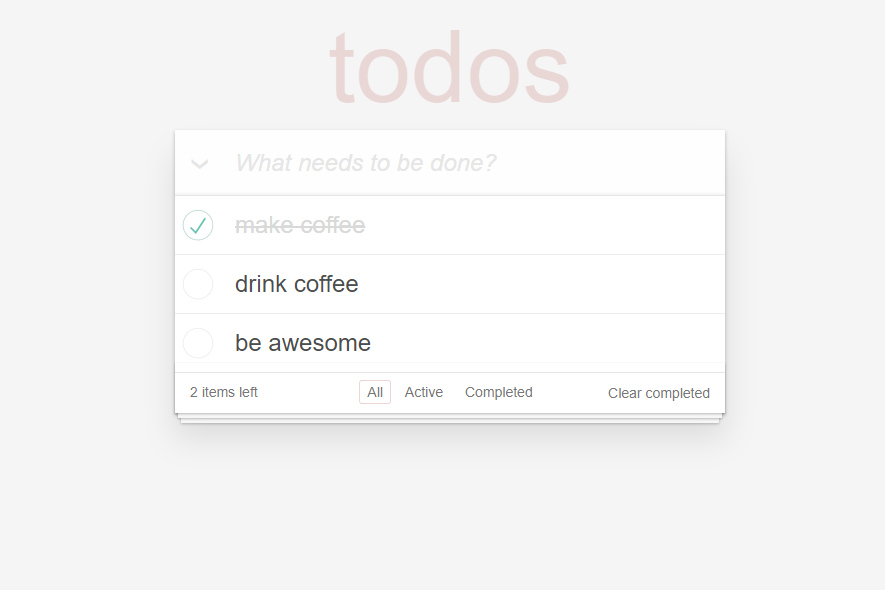 todos
What needs to be done?
make coffee
drink coffee
be awesome
2 items left All Active Completed Clear completed